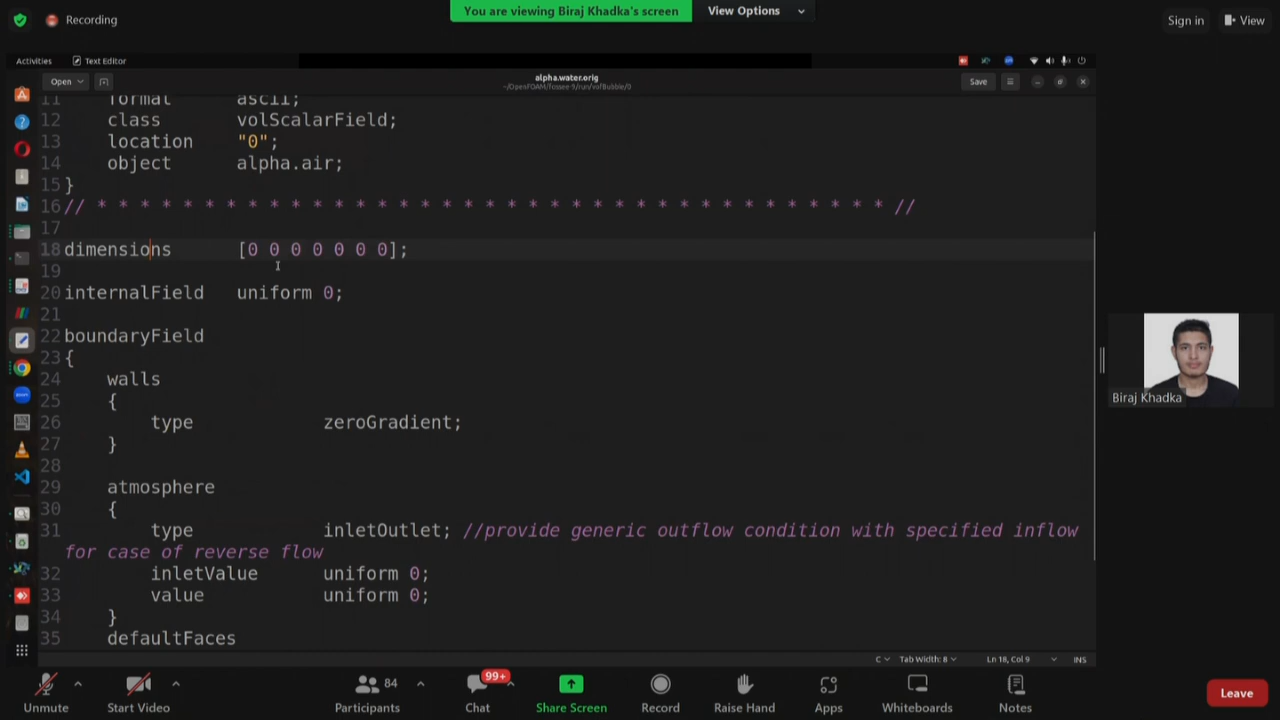 You are viewing Biraj Khadka's screen
View Options
Recording
Sign in
View
Activities
Text Editor
Open
alpha.water.orig
~/OpenFOAM/fossee-9/run/vofBubble/0
Save
11 format ascii;
12 class volScalarField;
13 location "0";
14 object alpha.air;
15 }
16 // * * * * * * * * * * * * * * * * * * * * * * * * * * * * * * * * * * * * * //
17
18 dimensions [0 0 0 0 0 0 0];
19
20 internalField uniform 0;
21
22 boundaryField
23 {
24 walls
25 {
26 type zeroGradient;
27 }
28
29 atmosphere
30 {
31 type inletOutlet; //provide generic outflow condition with specified inflow
for case of reverse flow
32 inletValue uniform 0;
33 value uniform 0;
34 }
35 defaultFaces
C
Tab Width: 8
Ln 18, Col 9
INS
Biraj Khadka
Unmute
Start Video
84
Participants
99+
Chat
Share Screen
Record
Raise Hand
Apps
Whiteboards
Notes
Leave